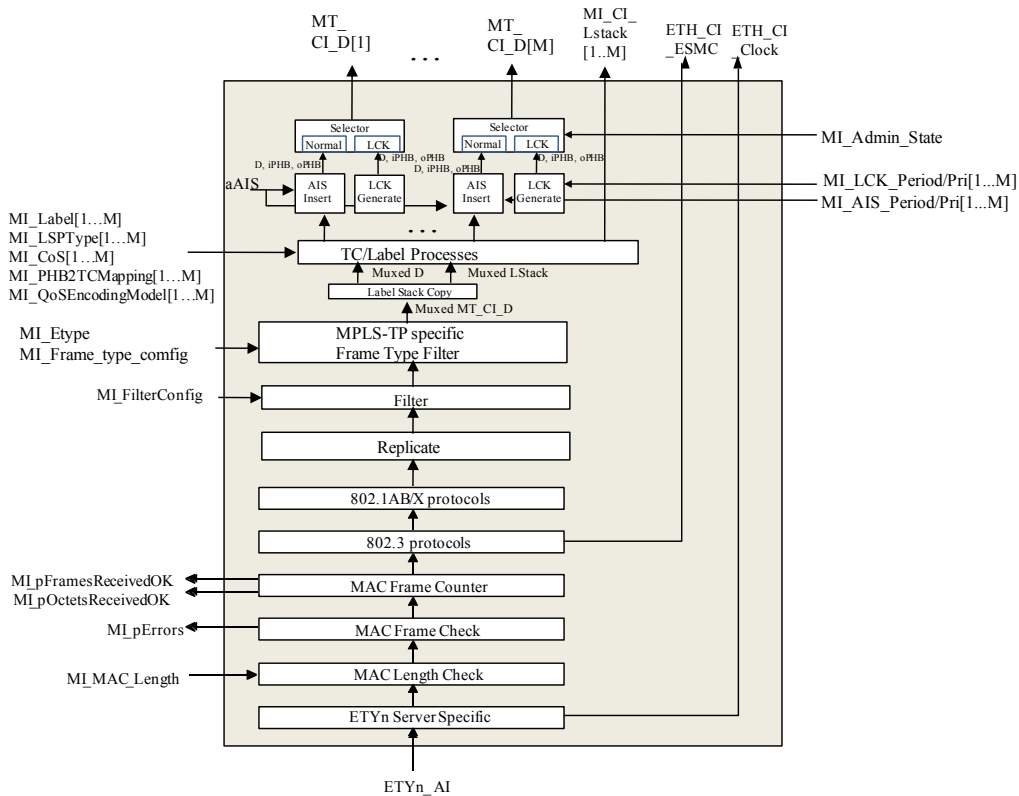 MT_
CI_D[1]
. . .
MT_
CI_D[M]
MI_CI_
Lstack
[1..M]
ETH_CI
_ESMC
ETH_CI
_Clock
Selector
Normal
LCK
Selector
Normal
LCK
MI_Admin_State
D, iPHB, oPHB
D, iPHB, oPHB
D, iPHB, oPHB
D, iPHB, oPHB
aAIS
AIS
Insert
LCK
Generate
AIS
Insert
LCK
Generate
MI_LCK_Period/Pri[1...M]
MI_AIS_Period/Pri[1...M]
. . .
MI_Label[1…M]
MI_LSPType[1…M]
MI_CoS[1…M]
MI_PHB2TCMapping[1…M]
MI_QoSEncodingModel[1…M]
TC/Label Processes
Muxed D
Muxed LStack
Label Stack Copy
Muxed MT_CI_D
MI_Etype
MI_Frame_type_comfig
MPLS-TP specific
Frame Type Filter
MI_FilterConfig
Filter
Replicate
802.1AB/X protocols
802.3 protocols
MI_pFramesReceivedOK
MI_pOctetsReceivedOK
MAC Frame Counter
MI_pErrors
MAC Frame Check
MI_MAC_Length
MAC Length Check
ETYn Server Specific
ETYn_AI